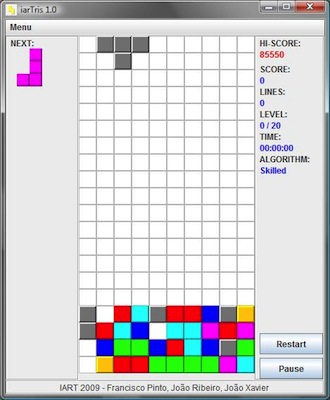 iarTris 1.0
Menu
NEXT:
HI-SCORE:
85550
SCORE:
0
LINES:
0
LEVEL:
0 / 20
TIME:
00:00:00
ALGORITHM:
Skilled
Restart
Pause
IART 2009 - Francisco Pinto, João Ribeiro, João Xavier